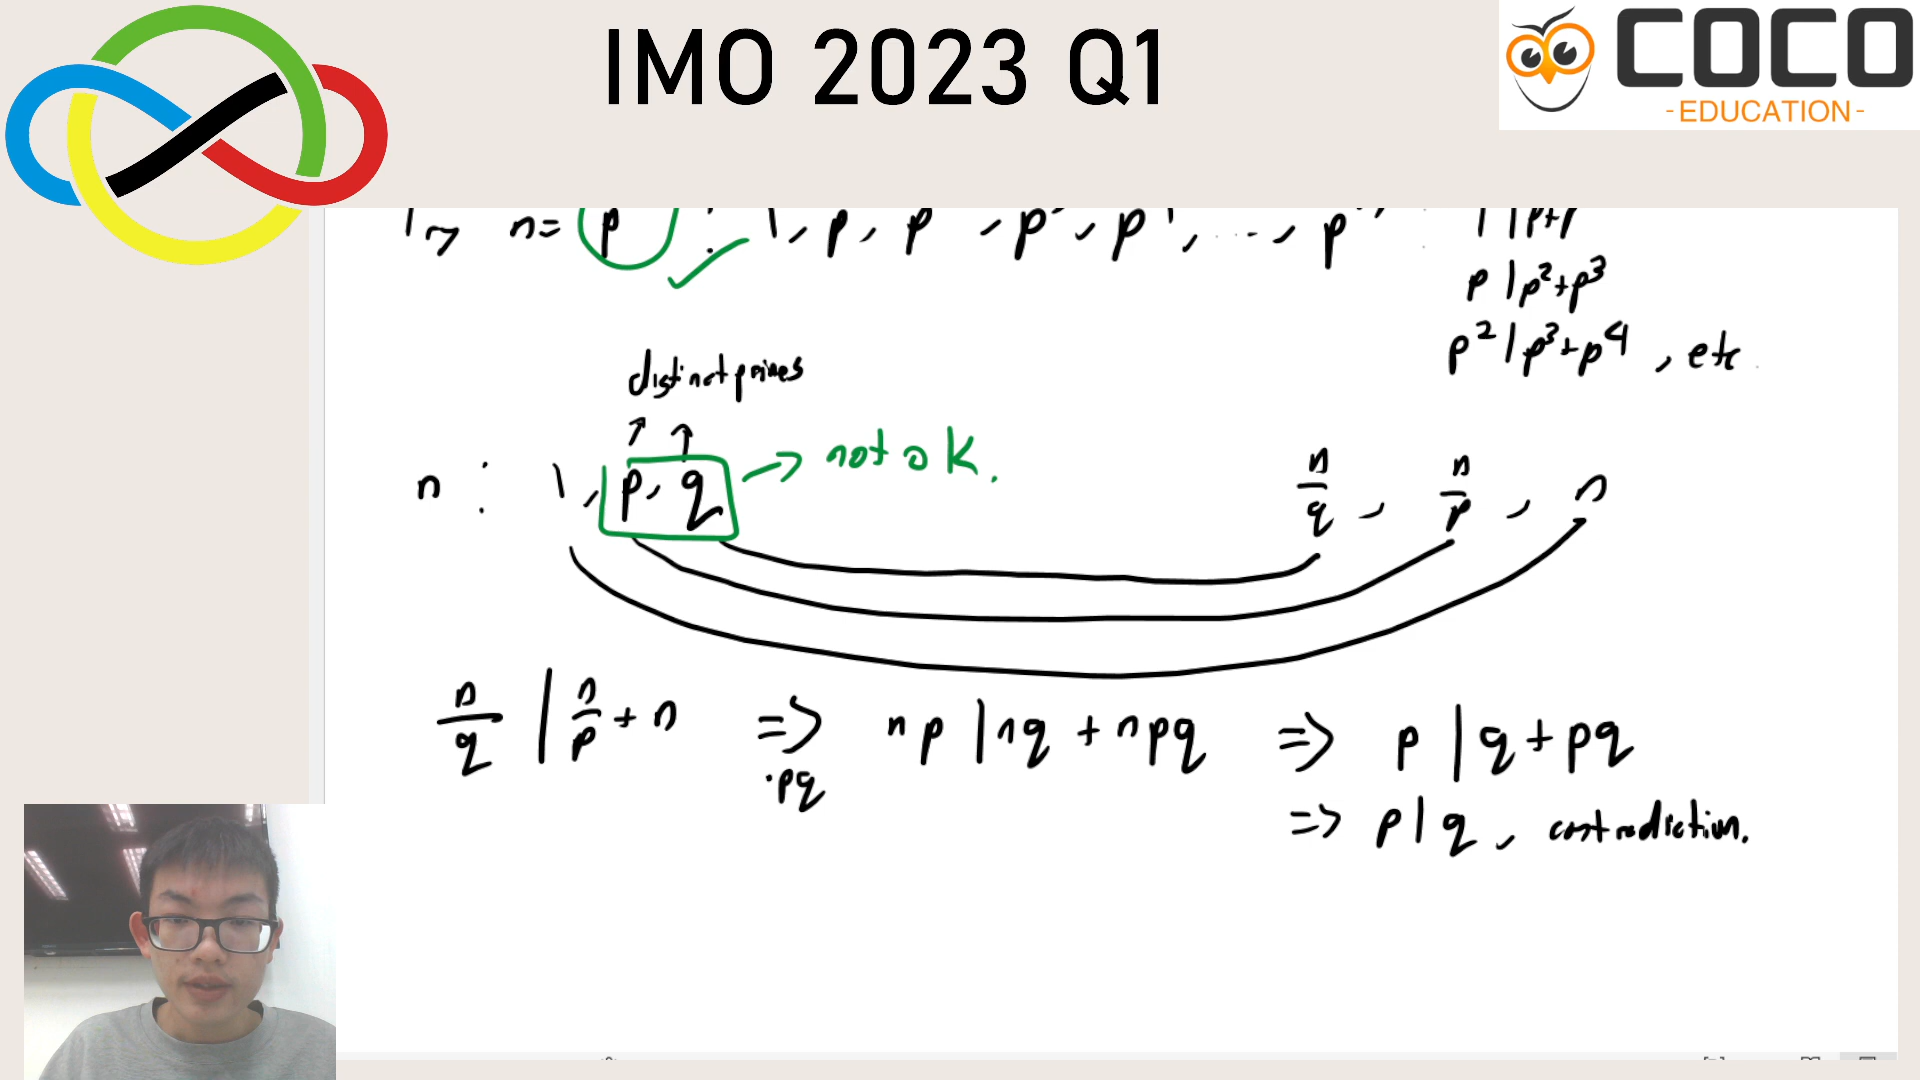 IMO 2023 Q1
COCO
-EDUCATION-
Try n= p : 1, p, p , p , p , ..., p
1 | p+p
p | p²+p³
p² | p³+p⁴, etc.
distinct primes
n : 1, p, q → not ok. n/q, n/p, n
n/q | n/p + n ⇒ np | nq + npq ⇒ p | q + pq
·pq
⇒ p | q, contradiction.